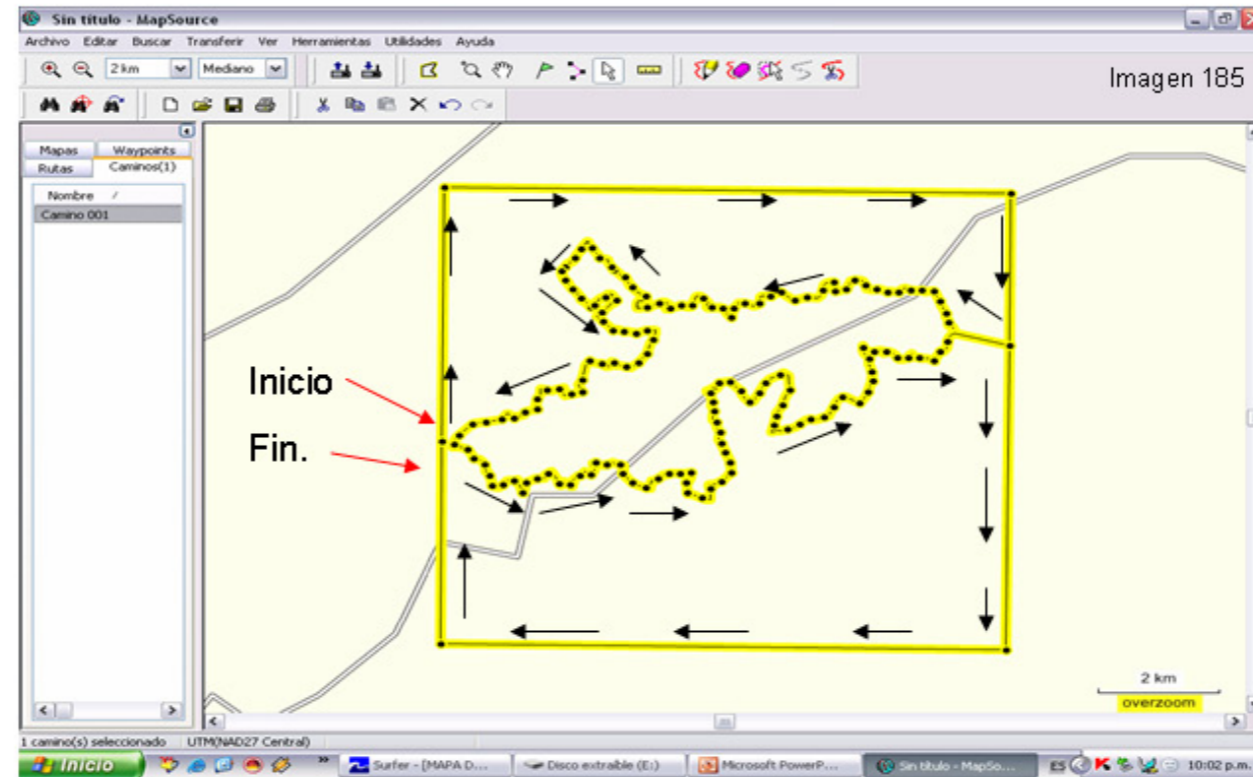 Sin título - MapSource
Archivo Editar Buscar Transferir Ver Herramientas Utilidades Ayuda
2 km Mediano
Imagen 185
Mapas Waypoints
Rutas Caminos(1)
Nombre /
Camino 001
Inicio
Fin.
2 km
overzoom
1 camino(s) seleccionado UTM(NAD27 Central)
Inicio » Surfer - [MAPA D... Disco extraible (E:) Microsoft PowerP... Sin título - MapSo... ES 10:02 p.m.